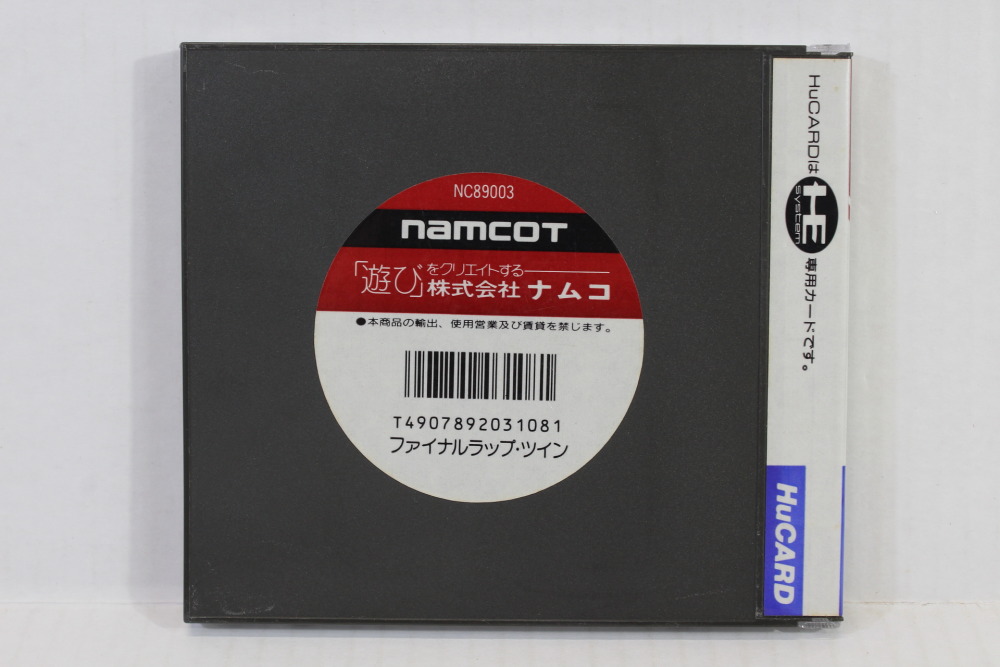 NC89003
namcoT
「遊び」をクリエイトする
株式会社ナムコ
●本商品の輸出、使用営業及び賃貸を禁じます。
T4907892031081
ファイナルラップ・ツイン
HuCARDは HE system 専用カードです。
HuCARD